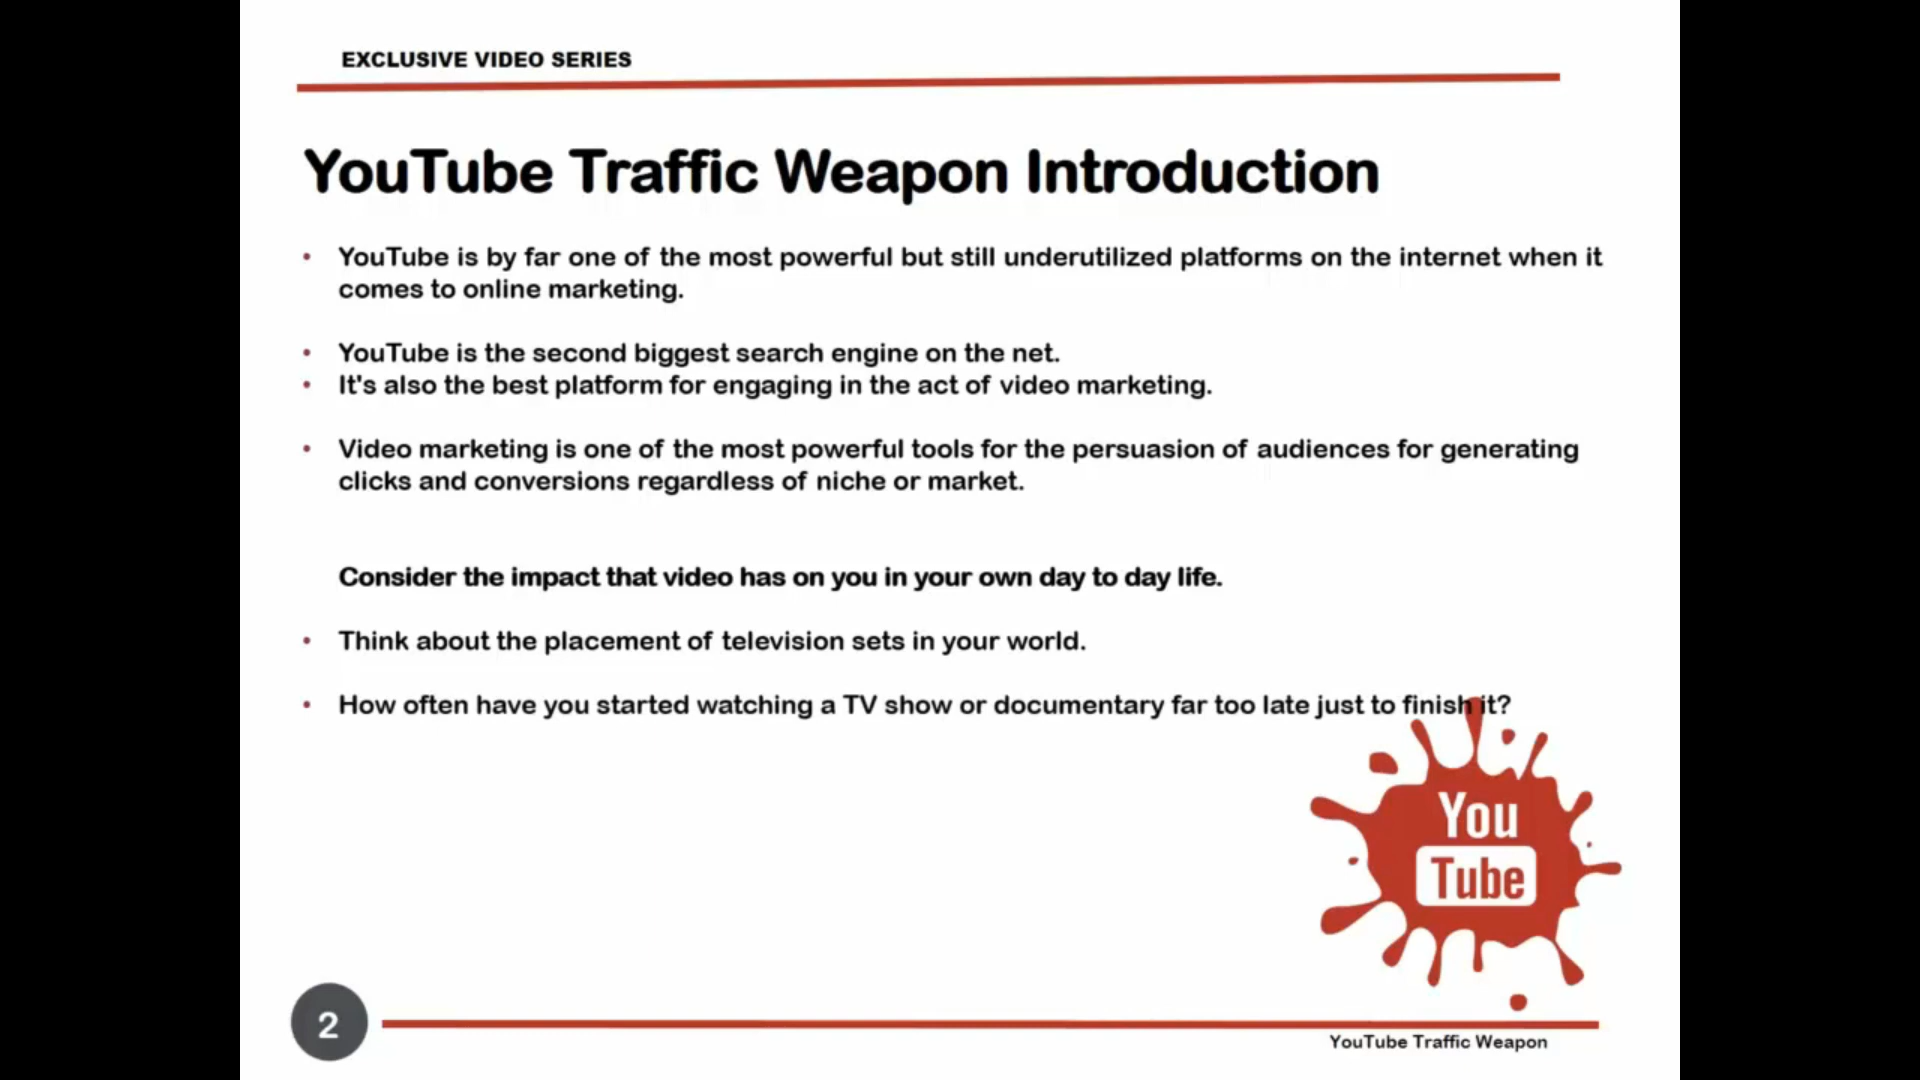 EXCLUSIVE VIDEO SERIES
YouTube Traffic Weapon Introduction
• YouTube is by far one of the most powerful but still underutilized platforms on the internet when it
comes to online marketing.
• YouTube is the second biggest search engine on the net.
• It's also the best platform for engaging in the act of video marketing.
• Video marketing is one of the most powerful tools for the persuasion of audiences for generating
clicks and conversions regardless of niche or market.
Consider the impact that video has on you in your own day to day life.
• Think about the placement of television sets in your world.
• How often have you started watching a TV show or documentary far too late just to finish it?
You
Tube
2
YouTube Traffic Weapon